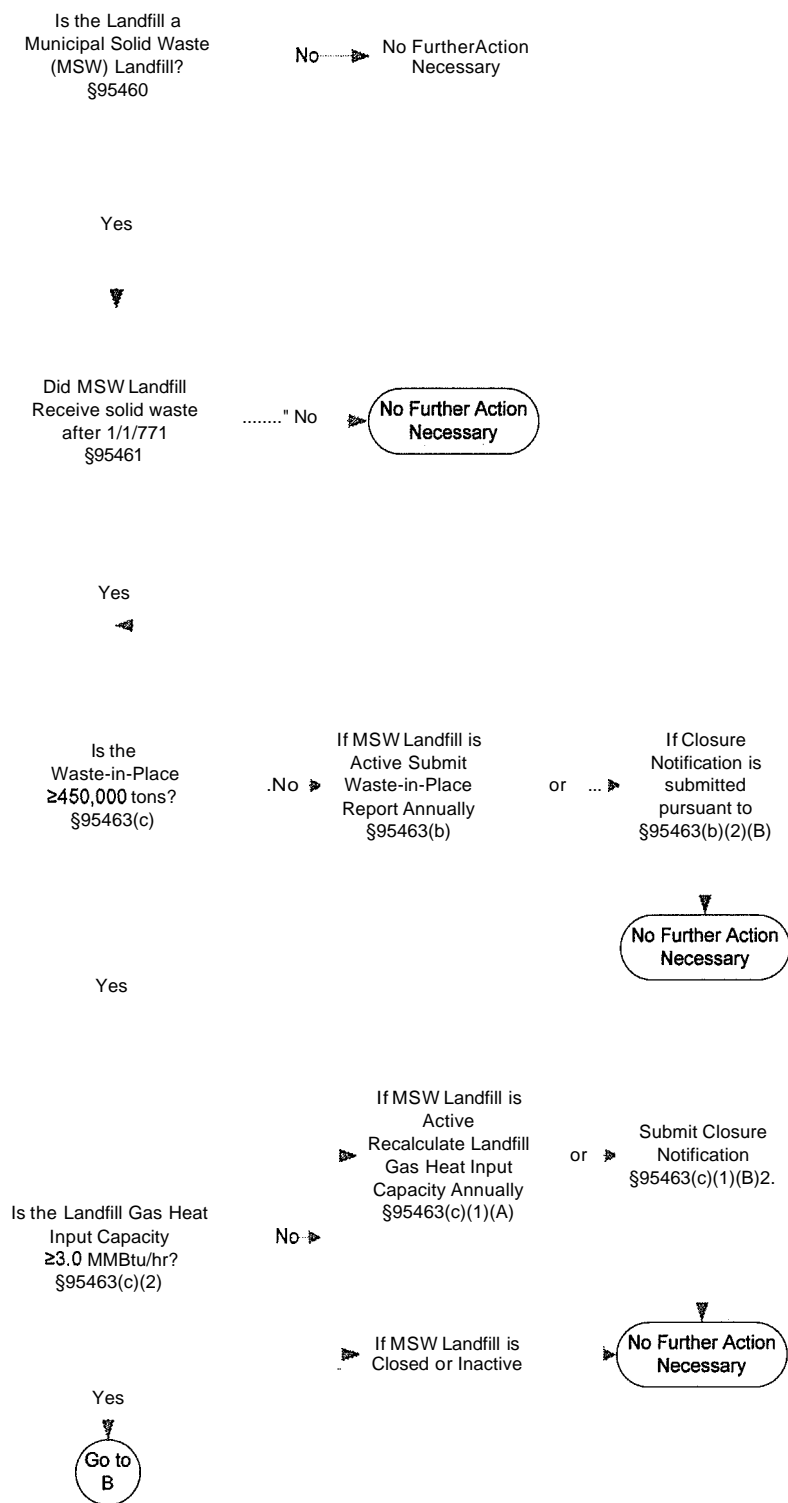 Is the Landfill a
Municipal Solid Waste
(MSW) Landfill?
§95460
No
No FurtherAction
Necessary
Yes
Did MSW Landfill
Receive solid waste
after 1/1/771
§95461
........" No
No Further Action
Necessary
Yes
Is the
Waste-in-Place
≥450,000 tons?
§95463(c)
.No
If MSW Landfill is
Active Submit
Waste-in-Place
Report Annually
§95463(b)
or ...
If Closure
Notification is
submitted
pursuant to
§95463(b)(2)(B)
No Further Action
Necessary
Yes
Is the Landfill Gas Heat
Input Capacity
≥3.0 MMBtu/hr?
§95463(c)(2)
No
If MSW Landfill is
Active
Recalculate Landfill
Gas Heat Input
Capacity Annually
§95463(c)(1)(A)
or
Submit Closure
Notification
§95463(c)(1)(B)2.
If MSW Landfill is
Closed or Inactive
No Further Action
Necessary
Yes
Go to
B